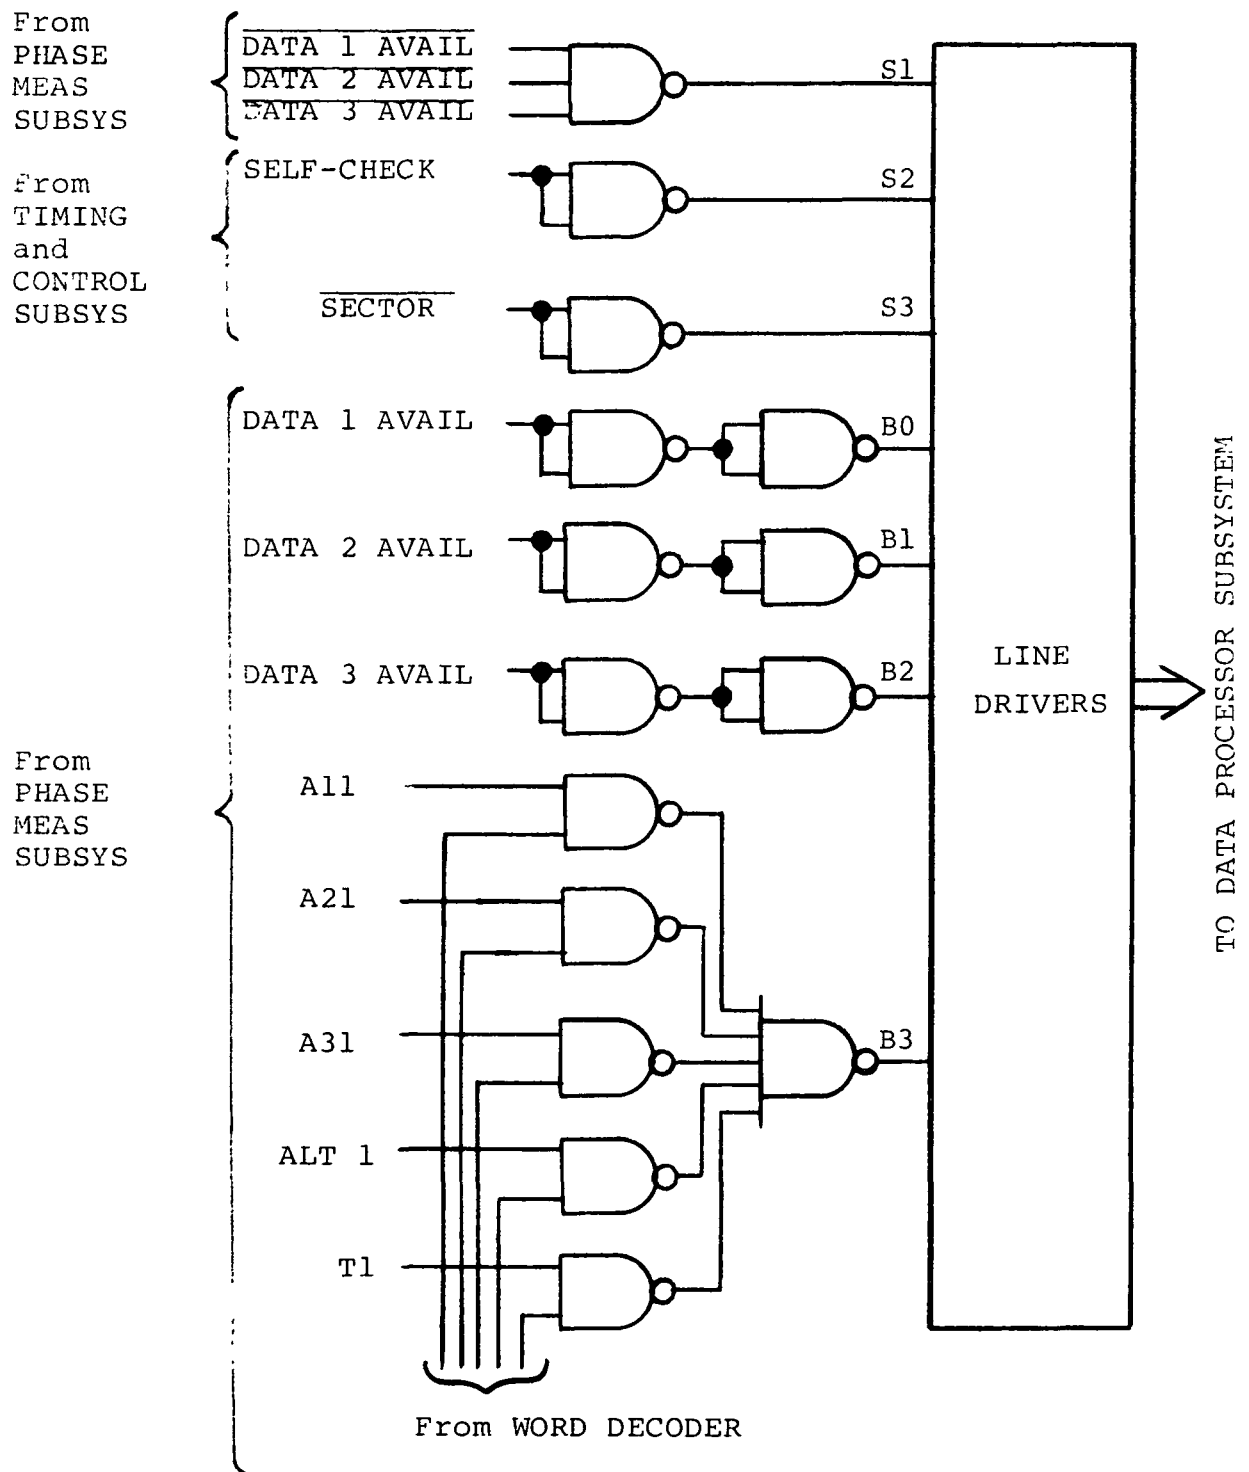 From
PHASE
MEAS
SUBSYS
DATA 1 AVAIL
DATA 2 AVAIL
DATA 3 AVAIL
S1
From
TIMING
and
CONTROL
SUBSYS
SELF-CHECK
S2
SECTOR
S3
DATA 1 AVAIL
B0
DATA 2 AVAIL
B1
DATA 3 AVAIL
B2
LINE
DRIVERS
TO DATA PROCESSOR SUBSYSTEM
From
PHASE
MEAS
SUBSYS
A11
A21
A31
B3
ALT 1
T1
From WORD DECODER